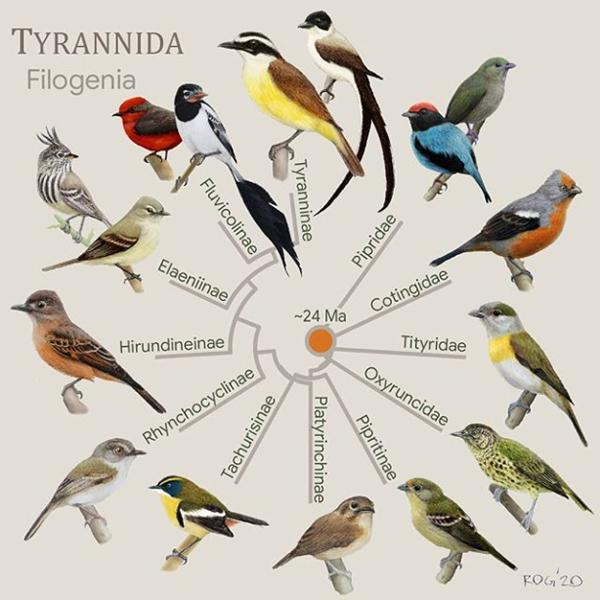 TYRANNIDA
Filogenia
Tyranninae
Fluvicolinae
Pipridae
Elaeniinae
Cotingidae
~24 Ma
Hirundineinae
Tityridae
Rhynchocyclinae
Oxyruncidae
Tachurisinae
Platyrinchinae
Pipritinae
ROG'20